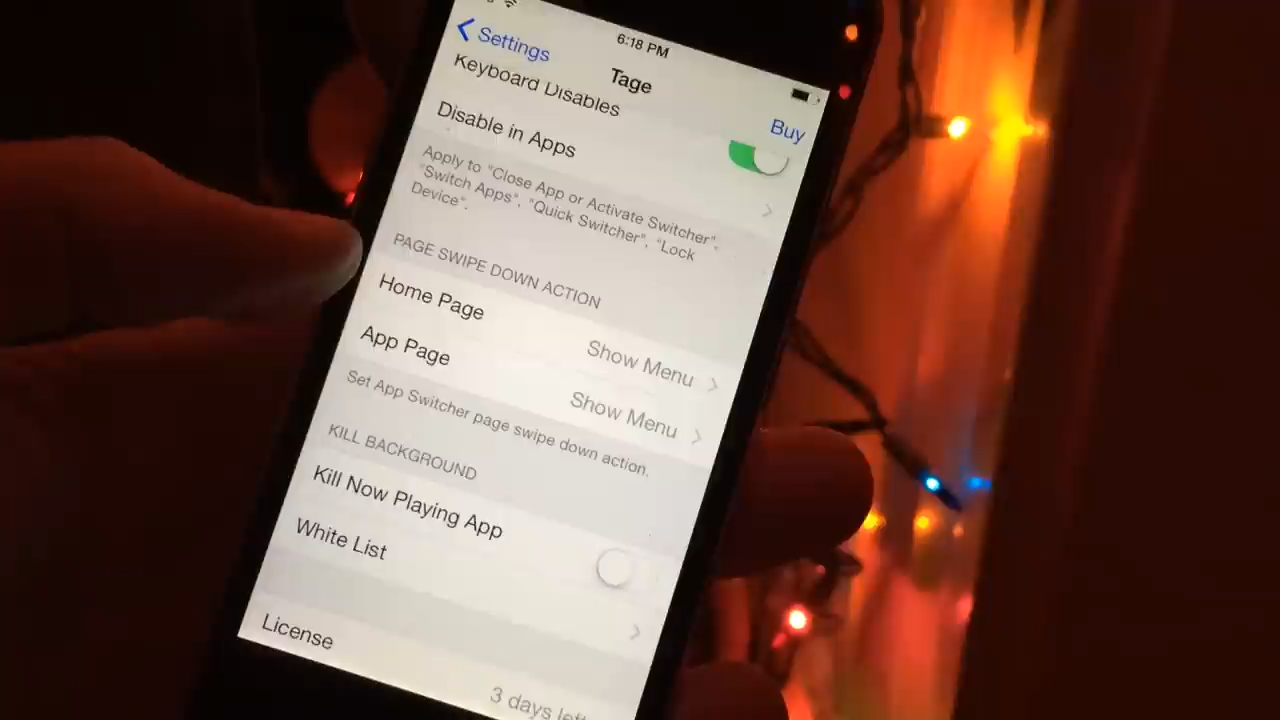 6:18 PM
Settings
Tage
Buy
Keyboard Disables
Disable in Apps
Apply to "Close App or Activate Switcher",
"Switch Apps", "Quick Switcher", "Lock
Device".
PAGE SWIPE DOWN ACTION
Home Page Show Menu
App Page Show Menu
Set App Switcher page swipe down action.
KILL BACKGROUND
Kill Now Playing App
White List
License 3 days left